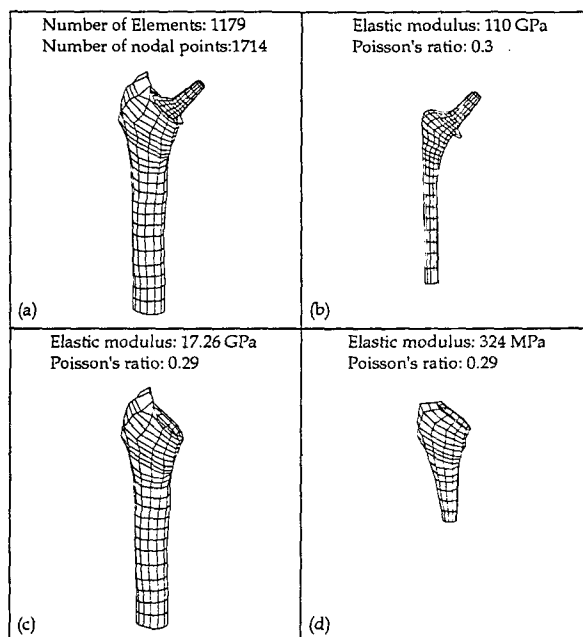 Number of Elements: 1179
Number of nodal points:1714
(a)
Elastic modulus: 110 GPa
Poisson's ratio: 0.3
(b)
Elastic modulus: 17.26 GPa
Poisson's ratio: 0.29
(c)
Elastic modulus: 324 MPa
Poisson's ratio: 0.29
(d)